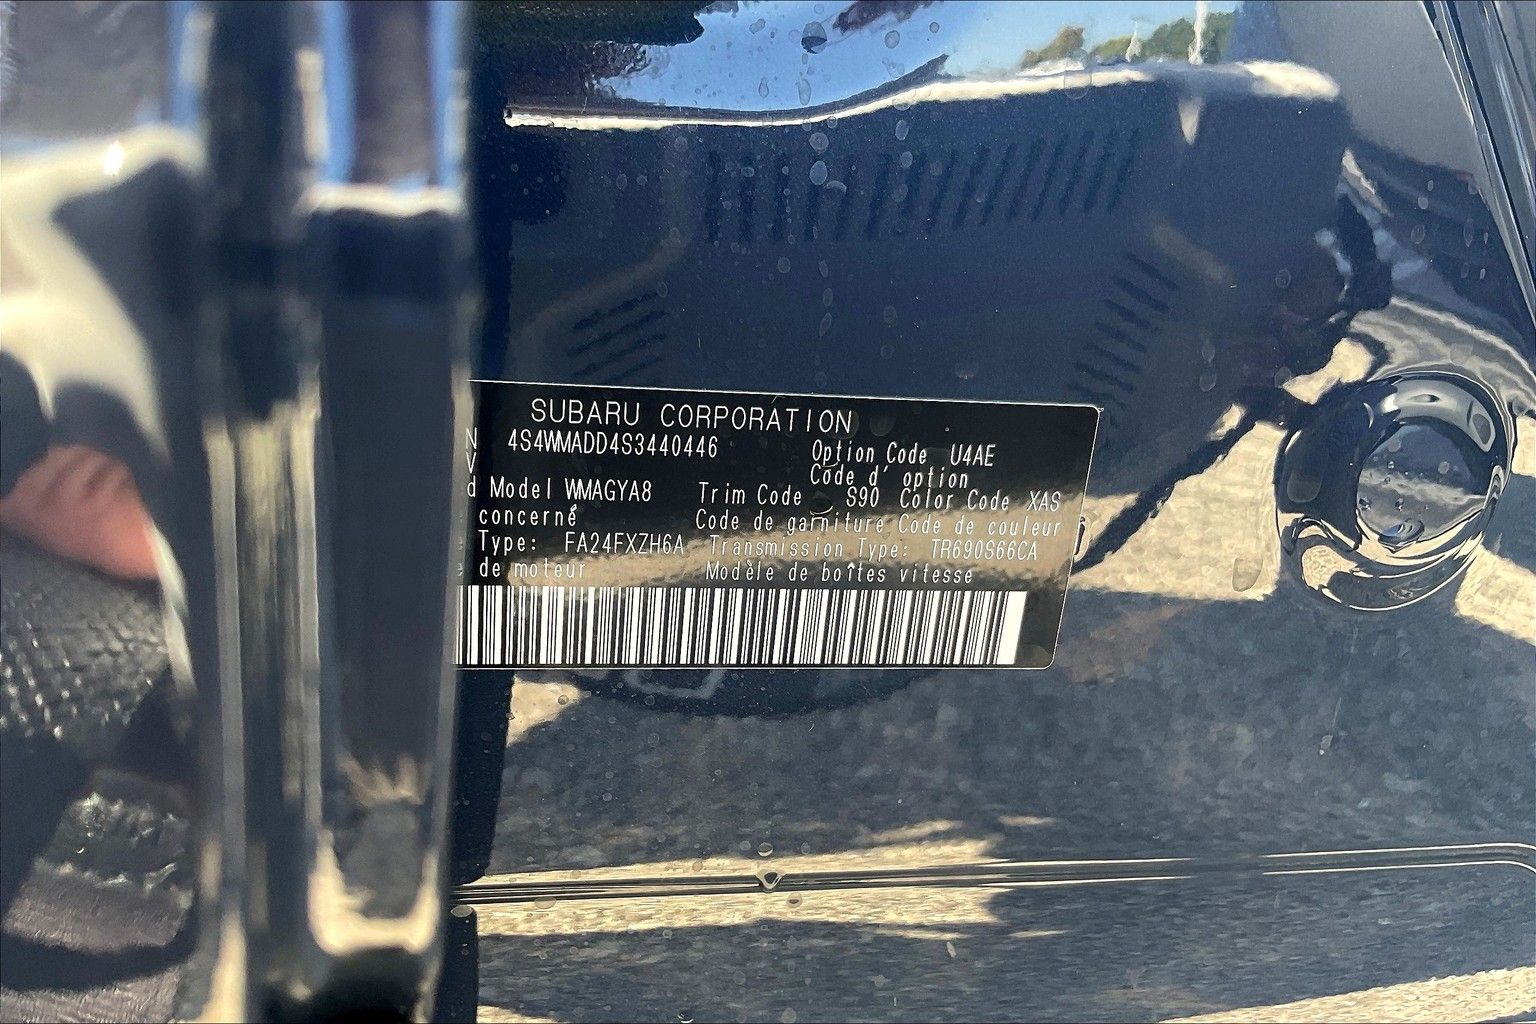 SUBARU CORPORATION
N 4S4WMADD4S3440446 Option Code U4AE
V Code d' option
d Model WMAGYA8 Trim Code S90 Color Code XAS
concerné Code de garniture Code de couleur
Type: FA24FXZH6A Transmission Type: TR690S66CA
e de moteur Modèle de boîtes vitesse